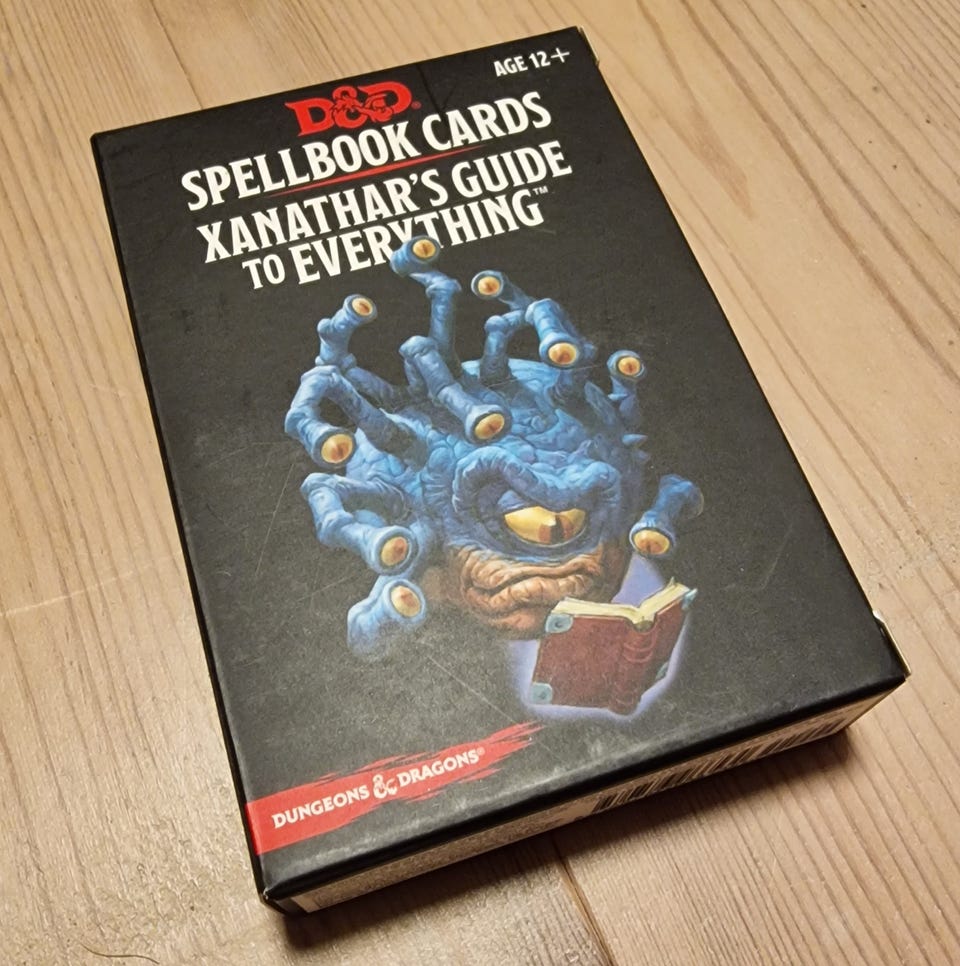 AGE 12+
D&D®
SPELLBOOK CARDS
XANATHAR'S GUIDE
TO EVERYTHING™
DUNGEONS & DRAGONS®